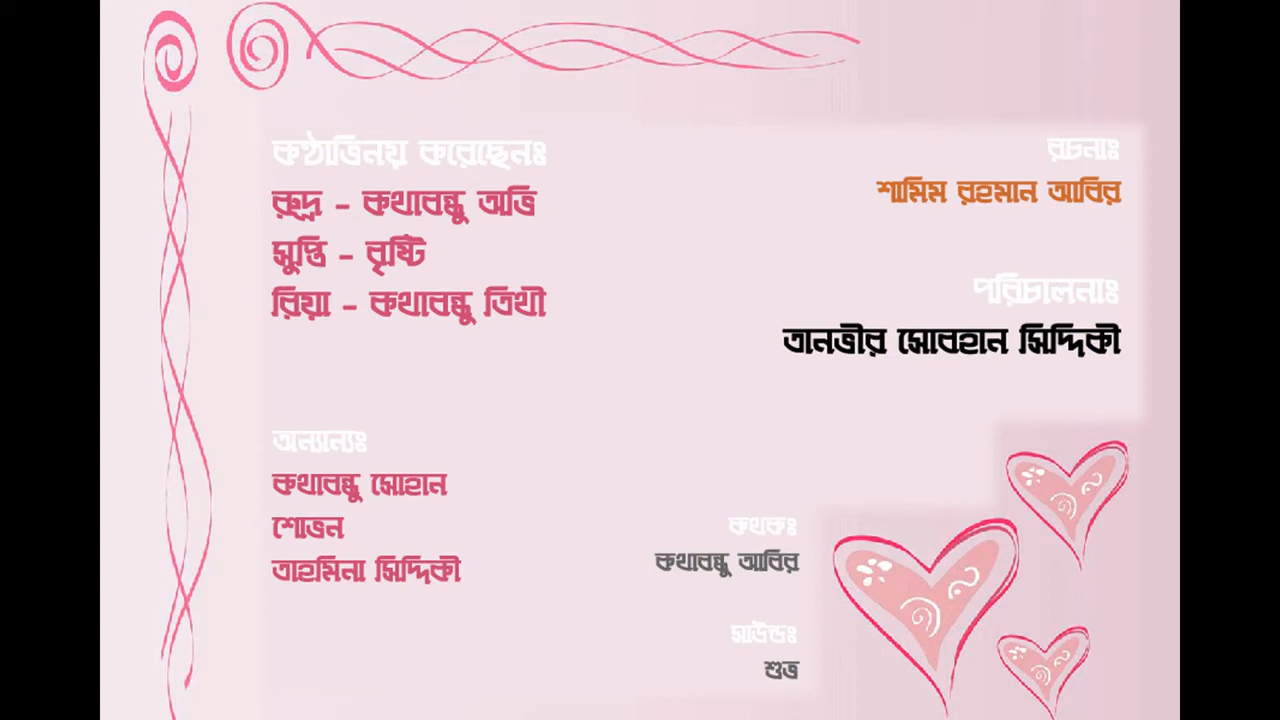 কণ্ঠাভিনয় করেছেনঃ
রুদ্র - কথাবন্ধু অভি
সুপ্তি - বৃষ্টি
রিয়া - কথাবন্ধু তিথী
রচনাঃ
শামিম রহমান আবির
পরিচালনাঃ
তানভীর সোবহান সিদ্দিকী
অন্যান্যঃ
কথাবন্ধু সোহান
শোভন
তাহমিনা সিদ্দিকী
কথকঃ
কথাবন্ধু আবির
সাউন্ডঃ
শুভ্র